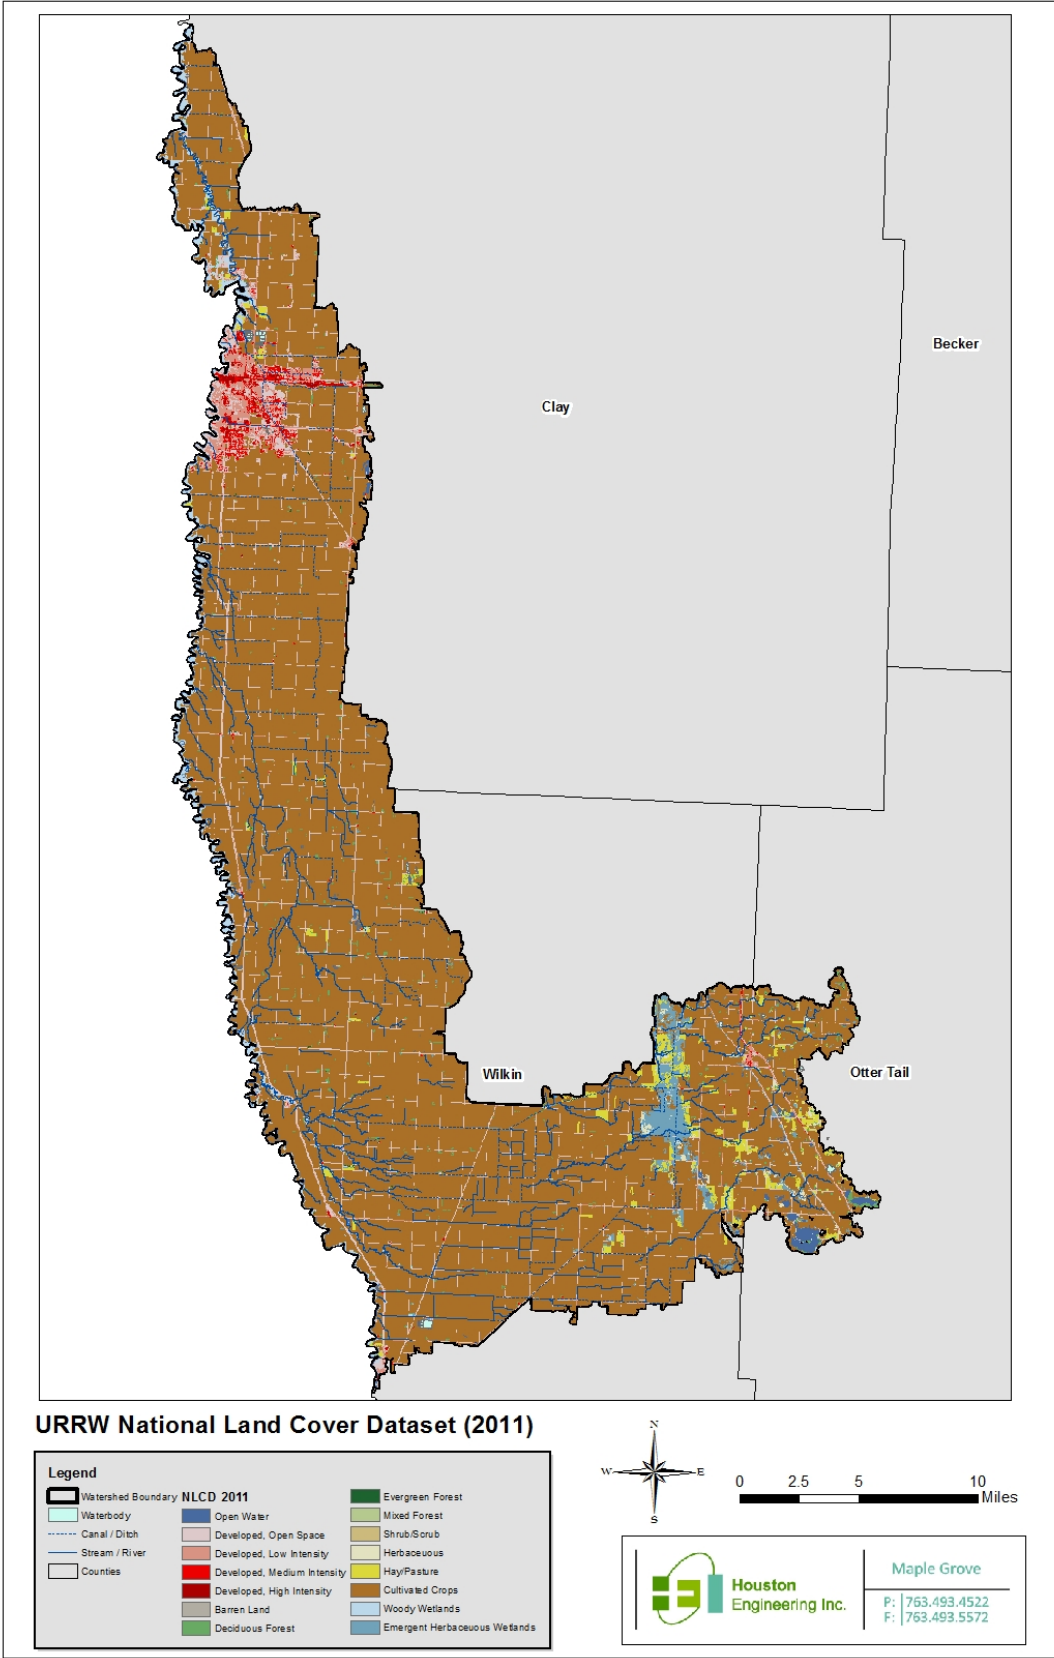 Becker
Clay
Wilkin
Otter Tail
URRW National Land Cover Dataset (2011)
Legend
Watershed Boundary
Waterbody
Canal / Ditch
Stream / River
Counties
NLCD 2011
Open Water
Developed, Open Space
Developed, Low Intensity
Developed, Medium Intensity
Developed, High Intensity
Barren Land
Deciduous Forest
Evergreen Forest
Mixed Forest
Shrub/Scrub
Herbaceous
Hay/Pasture
Cultivated Crops
Woody Wetlands
Emergent Herbaceuous Wetlands
N
W E
S
0 2.5 5 10
Miles
Houston
Engineering Inc.
Maple Grove
P: 763.493.4522
F: 763.493.5572